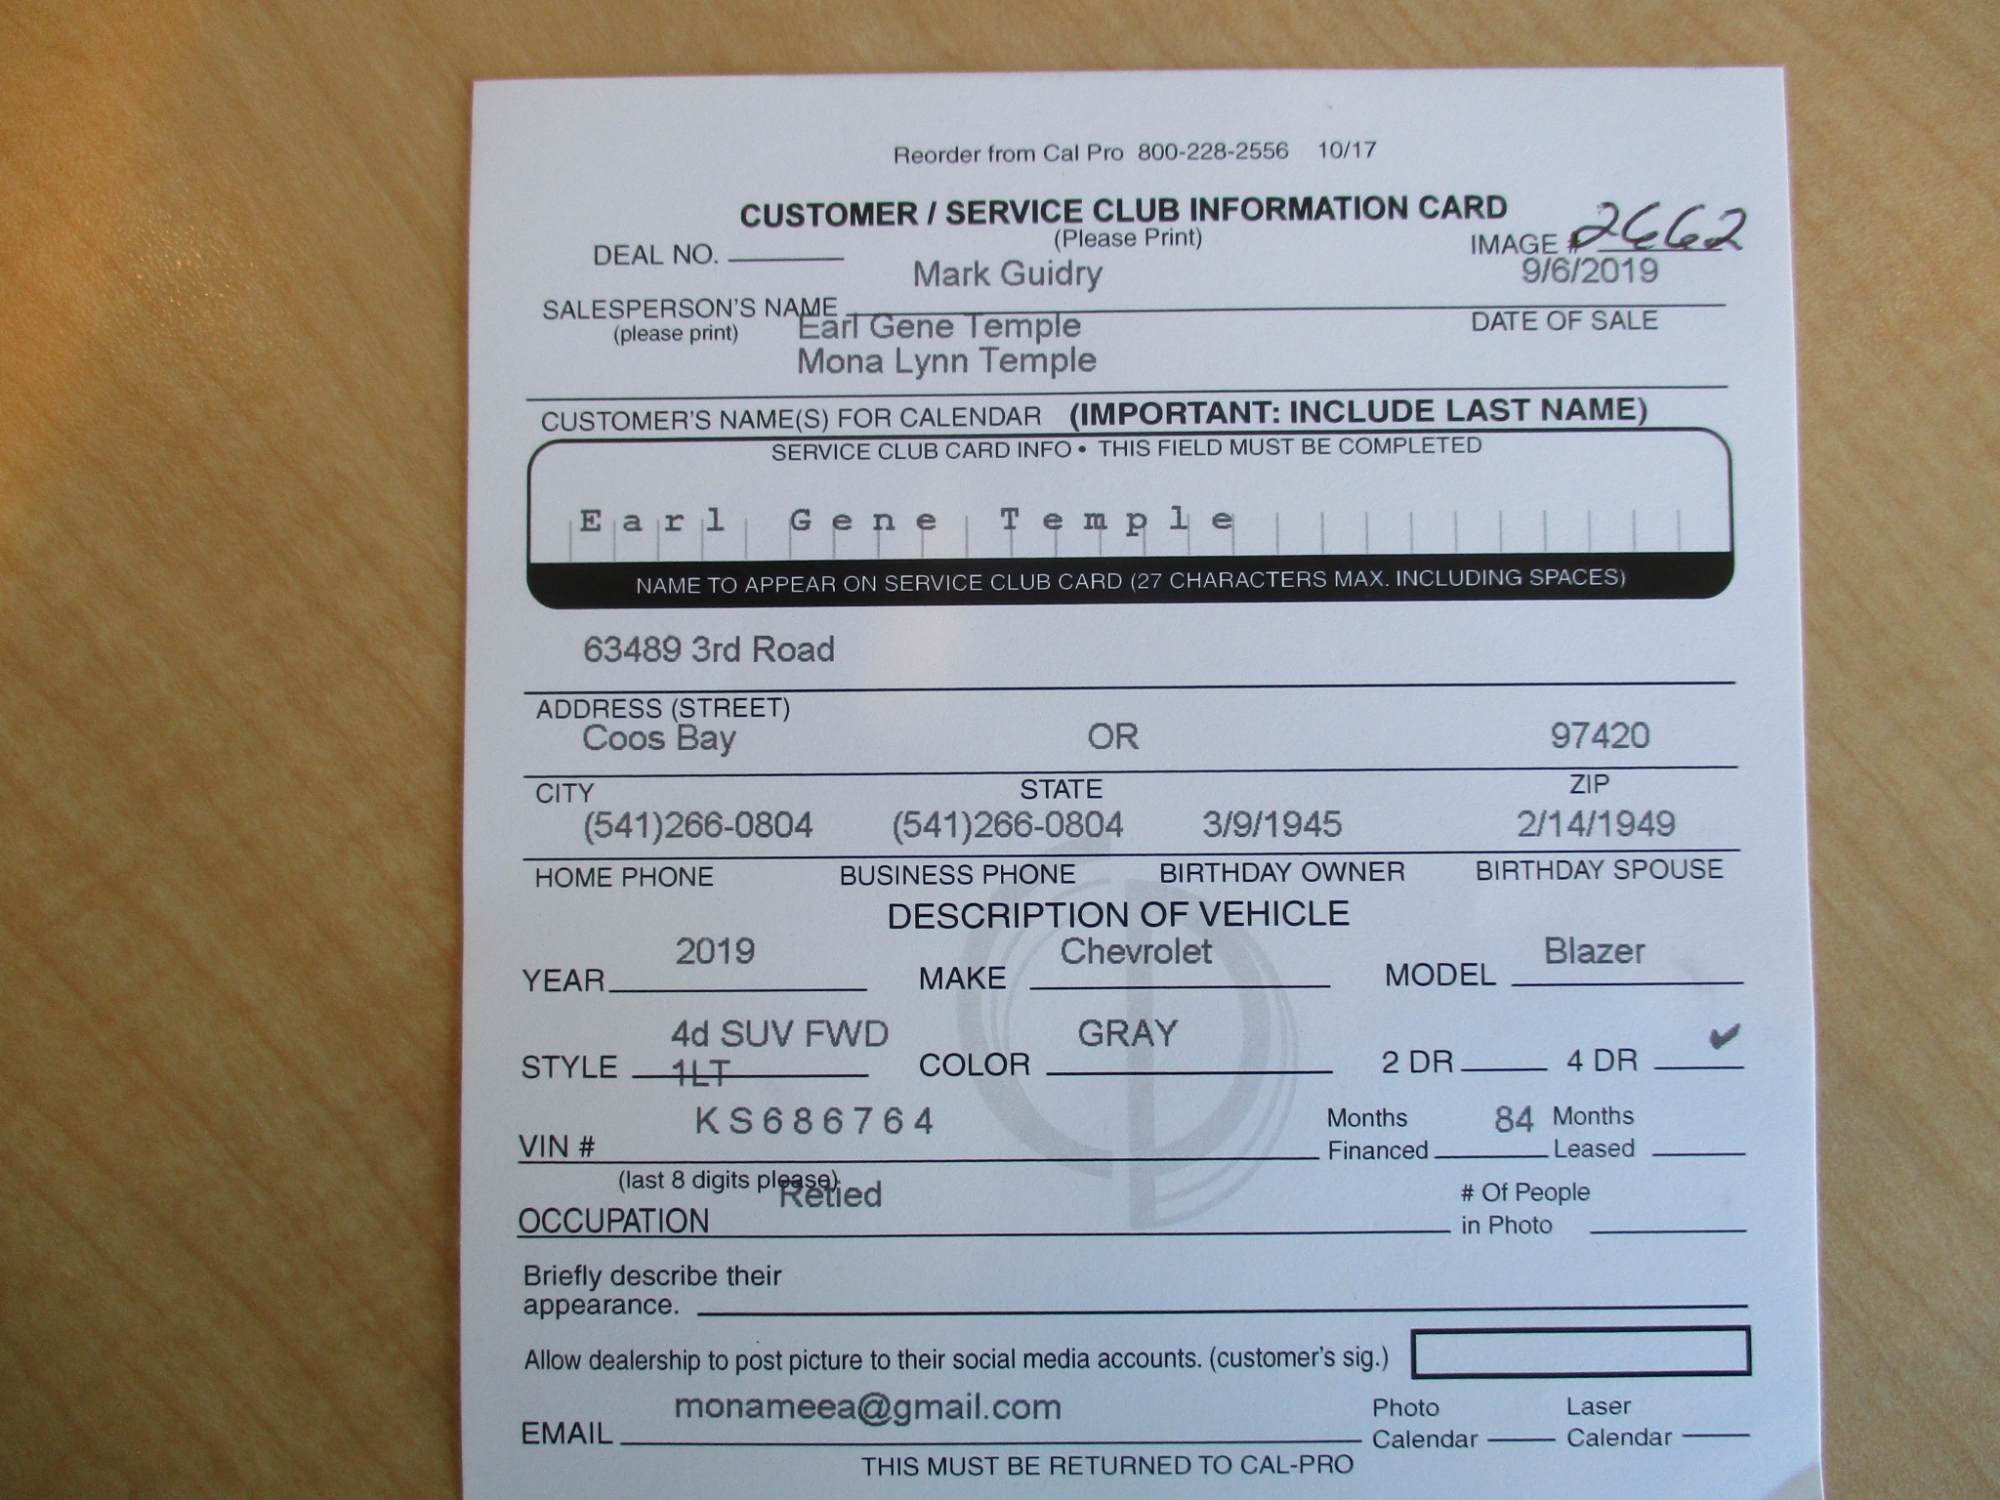 Reorder from Cal Pro 800-228-2556 10/17
CUSTOMER / SERVICE CLUB INFORMATION CARD
(Please Print)
DEAL NO. IMAGE # 2662
Mark Guidry 9/6/2019
SALESPERSON'S NAME DATE OF SALE
(please print)
Earl Gene Temple
Mona Lynn Temple
CUSTOMER'S NAME(S) FOR CALENDAR (IMPORTANT: INCLUDE LAST NAME)
SERVICE CLUB CARD INFO • THIS FIELD MUST BE COMPLETED
Earl Gene Temple
NAME TO APPEAR ON SERVICE CLUB CARD (27 CHARACTERS MAX. INCLUDING SPACES)
63489 3rd Road
ADDRESS (STREET)
Coos Bay OR 97420
CITY STATE ZIP
(541)266-0804 (541)266-0804 3/9/1945 2/14/1949
HOME PHONE BUSINESS PHONE BIRTHDAY OWNER BIRTHDAY SPOUSE
DESCRIPTION OF VEHICLE
YEAR 2019 MAKE Chevrolet MODEL Blazer
STYLE 4d SUV FWD 1LT COLOR GRAY 2 DR 4 DR ✔
VIN # KS686764 Months Financed 84 Months Leased
(last 8 digits please)
OCCUPATION Retied # Of People in Photo
Briefly describe their
appearance.
Allow dealership to post picture to their social media accounts. (customer's sig.)
EMAIL monameea@gmail.com Photo Calendar Laser Calendar
THIS MUST BE RETURNED TO CAL-PRO